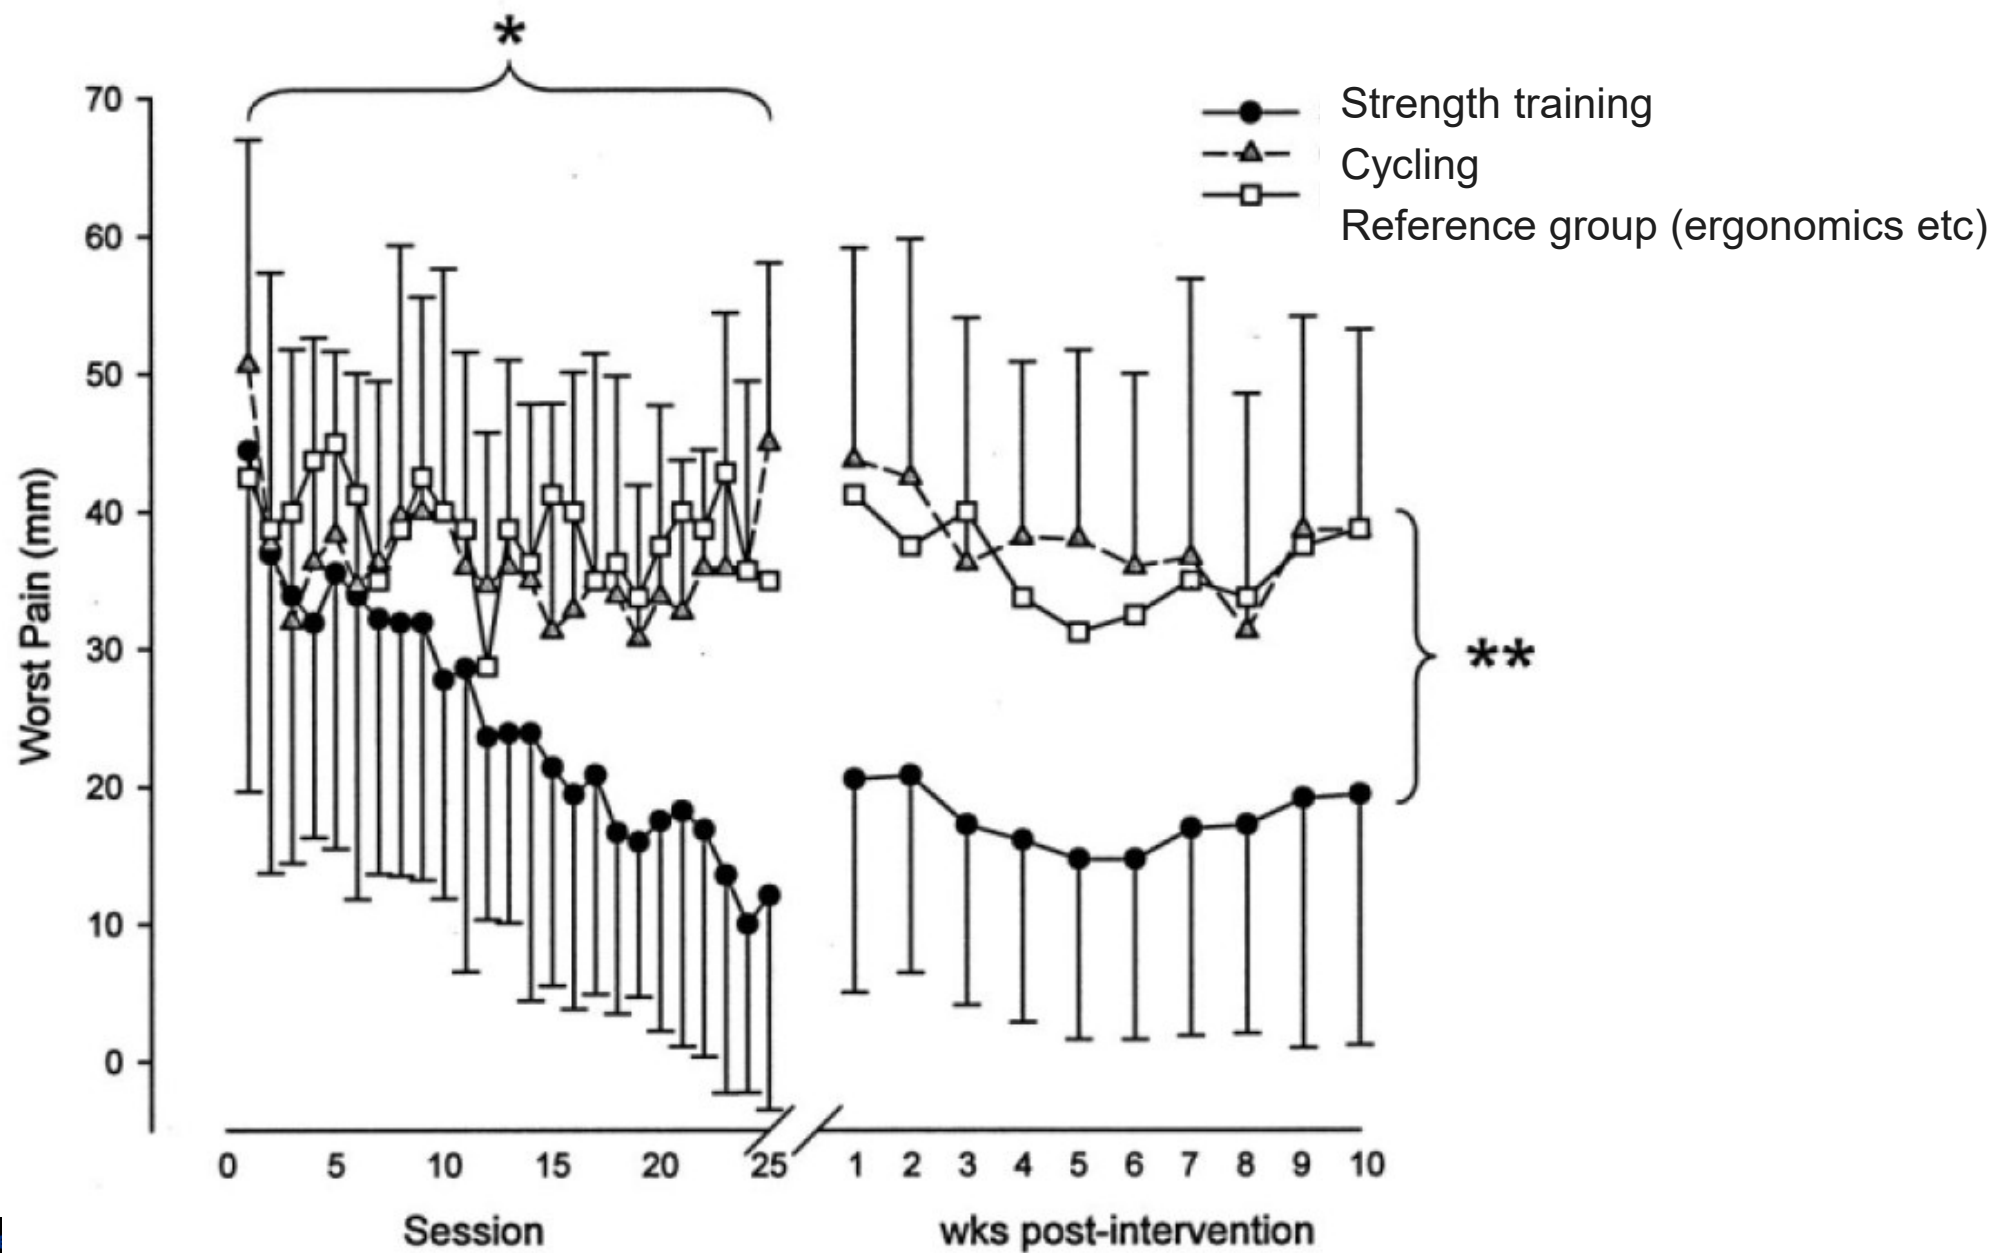 *
70
60
50
40
30
20
10
0
Worst Pain (mm)
Strength training
Cycling
Reference group (ergonomics etc)
**
0 5 10 15 20 25 1 2 3 4 5 6 7 8 9 10
Session wks post-intervention